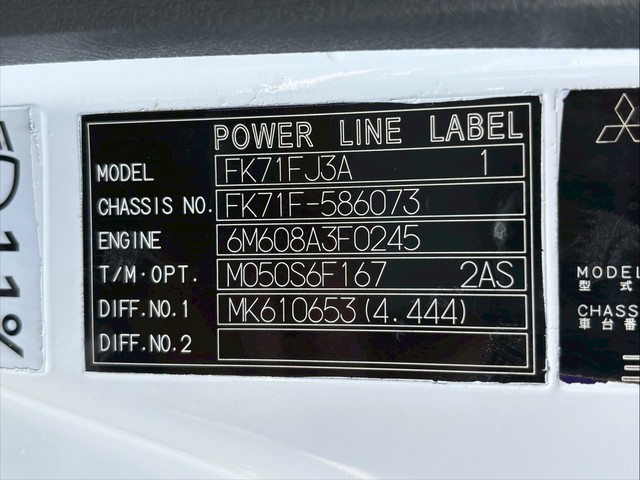 POWER LINE LABEL
MODEL FK71FJ3A 1
CHASSIS NO. FK71F-586073
ENGINE 6M608A3F0245
T/M·OPT. M050S6F167 2AS
DIFF.NO.1 MK610653(4.444)
DIFF.NO.2
11%
MODEL
型式
CHASS
車台番